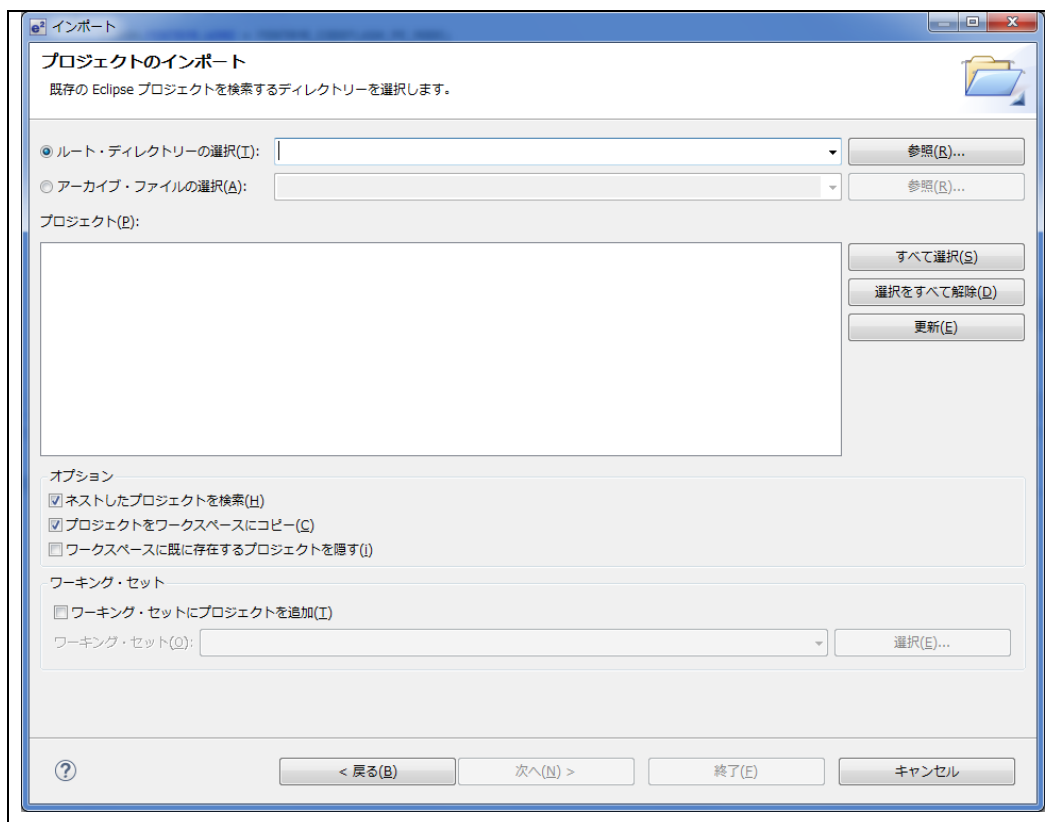 e² インポート
プロジェクトのインポート
既存の Eclipse プロジェクトを検索するディレクトリーを選択します。
ルート・ディレクトリーの選択(T): 参照(R)...
アーカイブ・ファイルの選択(A): 参照(R)...
プロジェクト(P):
すべて選択(S)
選択をすべて解除(D)
更新(E)
オプション
ネストしたプロジェクトを検索(H)
プロジェクトをワークスペースにコピー(C)
ワークスペースに既に存在するプロジェクトを隠す(i)
ワーキング・セット
ワーキング・セットにプロジェクトを追加(T)
ワーキング・セット(O): 選択(E)...
? < 戻る(B) 次へ(N) > 終了(F) キャンセル